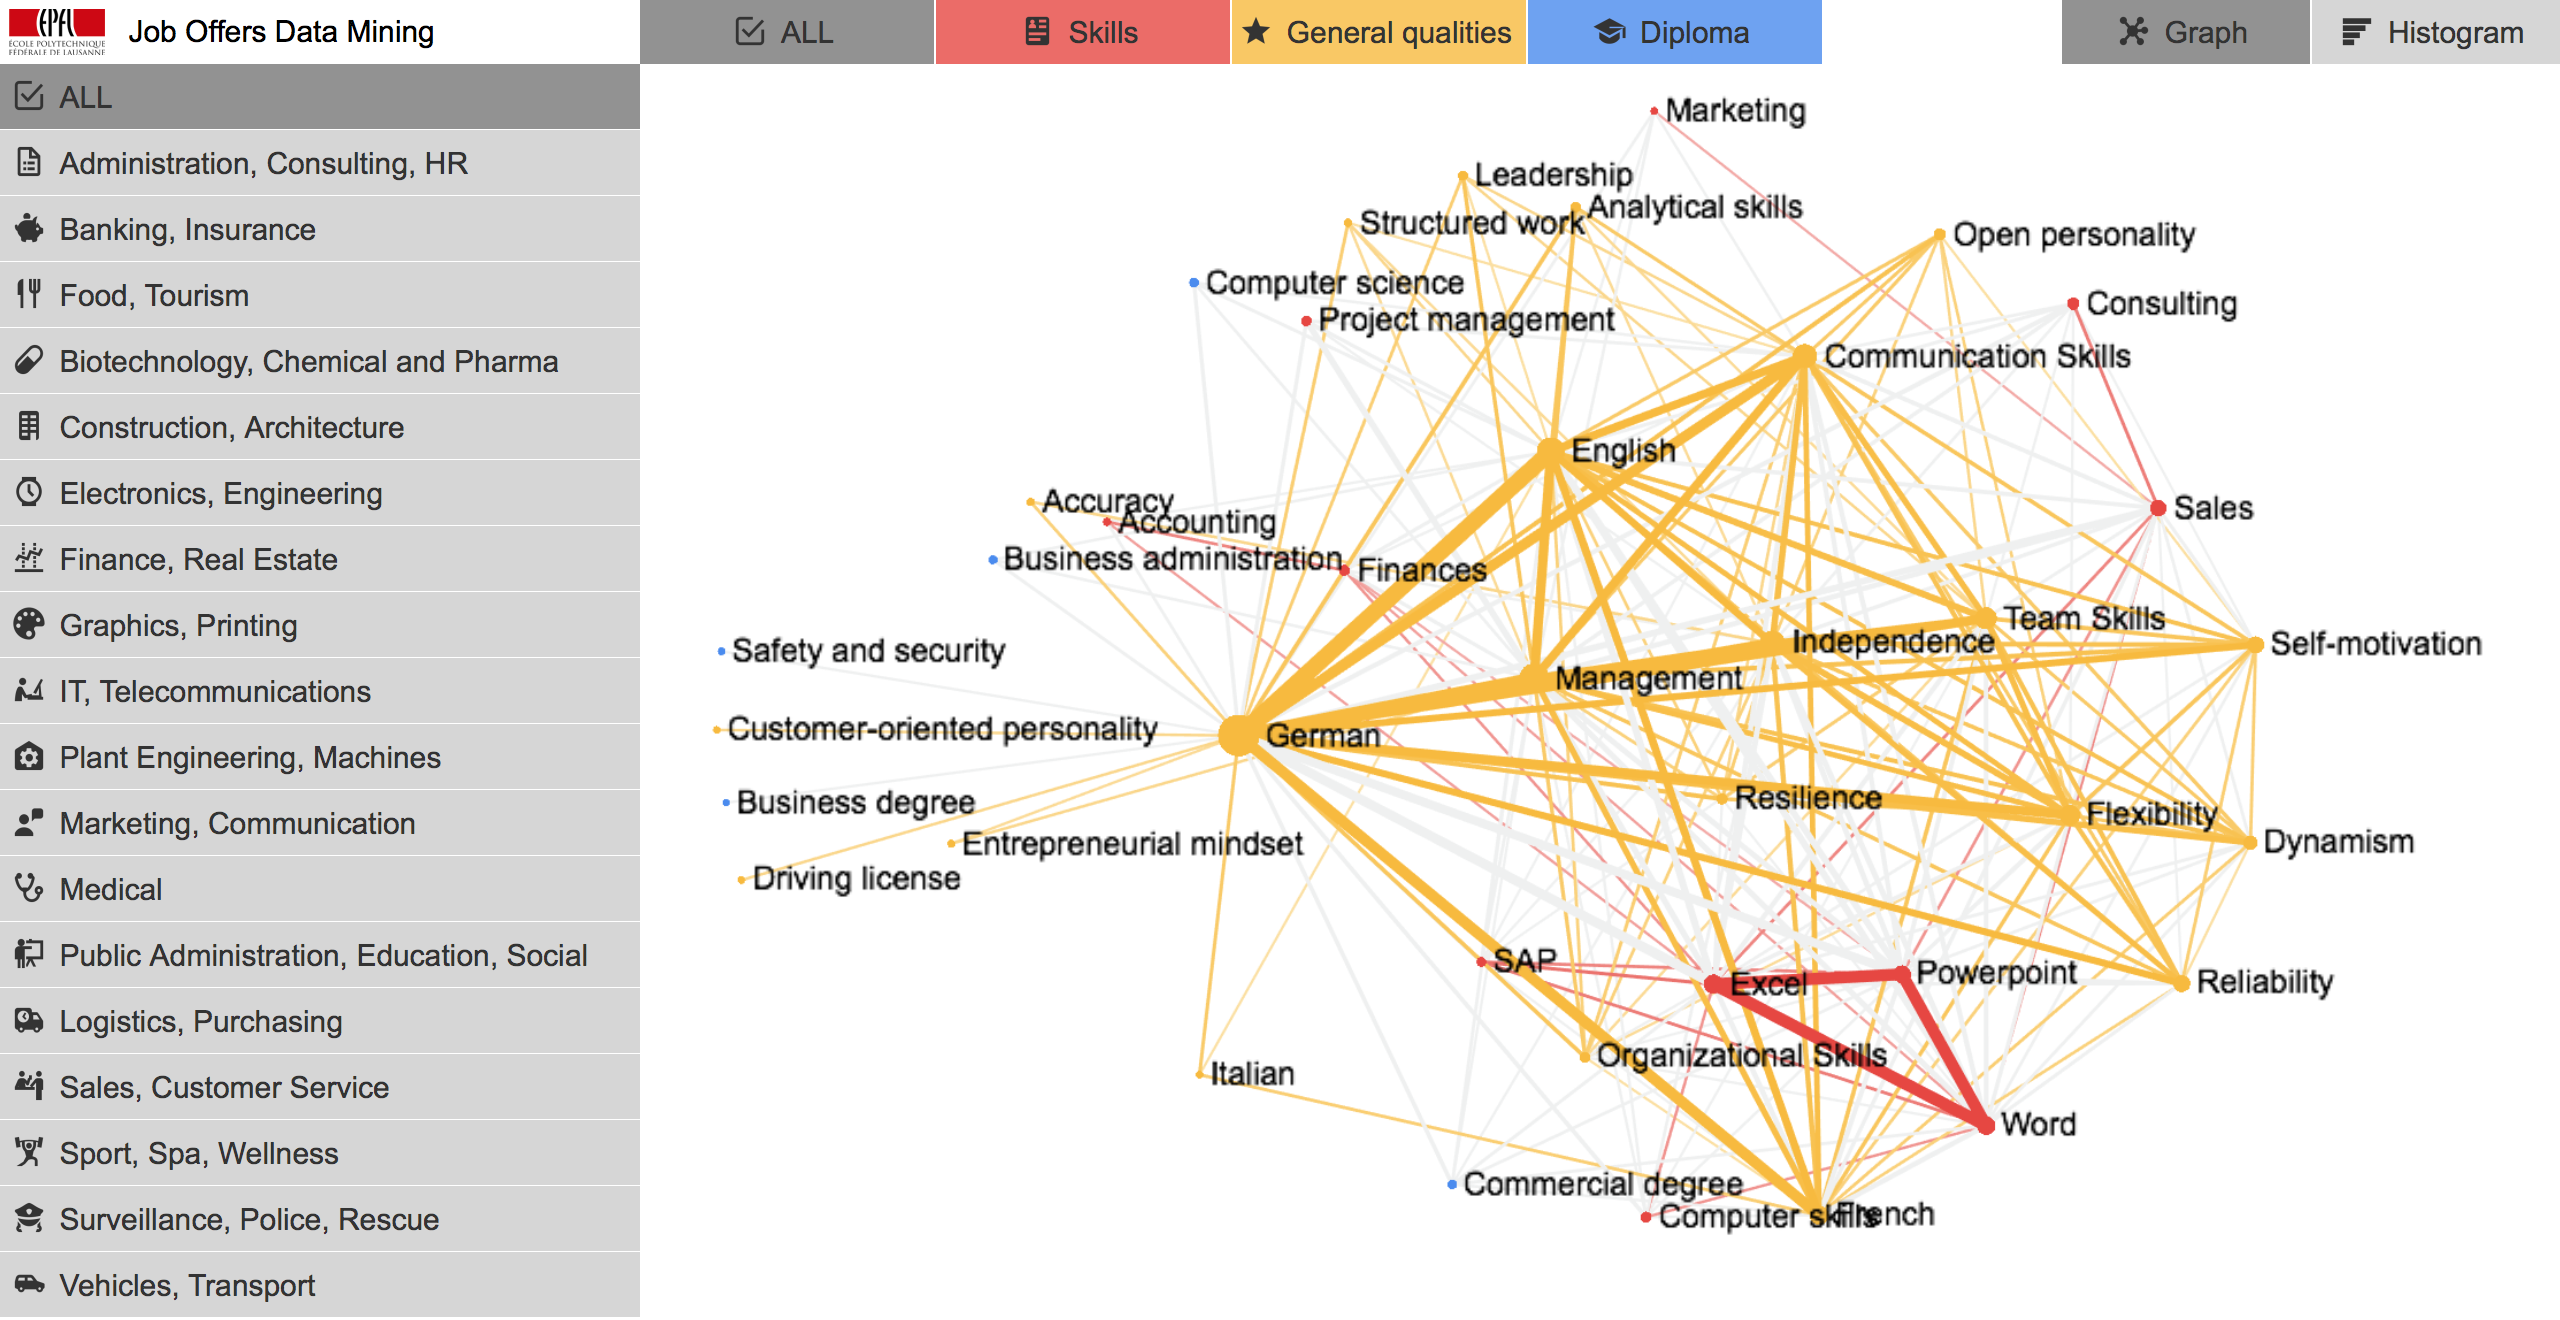 EPFL
ÉCOLE POLYTECHNIQUE
FÉDÉRALE DE LAUSANNE
Job Offers Data Mining
ALL
Skills
General qualities
Diploma
Graph
Histogram
ALL
Administration, Consulting, HR
Banking, Insurance
Food, Tourism
Biotechnology, Chemical and Pharma
Construction, Architecture
Electronics, Engineering
Finance, Real Estate
Graphics, Printing
IT, Telecommunications
Plant Engineering, Machines
Marketing, Communication
Medical
Public Administration, Education, Social
Logistics, Purchasing
Sales, Customer Service
Sport, Spa, Wellness
Surveillance, Police, Rescue
Vehicles, Transport
Marketing
Leadership
Analytical skills
Structured work
Open personality
Computer science
Consulting
Project management
Communication Skills
English
Accuracy
Sales
Accounting
Business administration
Finances
Team Skills
Independence
Self-motivation
Safety and security
Management
Customer-oriented personality
German
Resilience
Business degree
Flexibility
Entrepreneurial mindset
Dynamism
Driving license
SAP
Powerpoint
Excel
Reliability
Organizational Skills
Italian
Word
Commercial degree
Computer skills
French